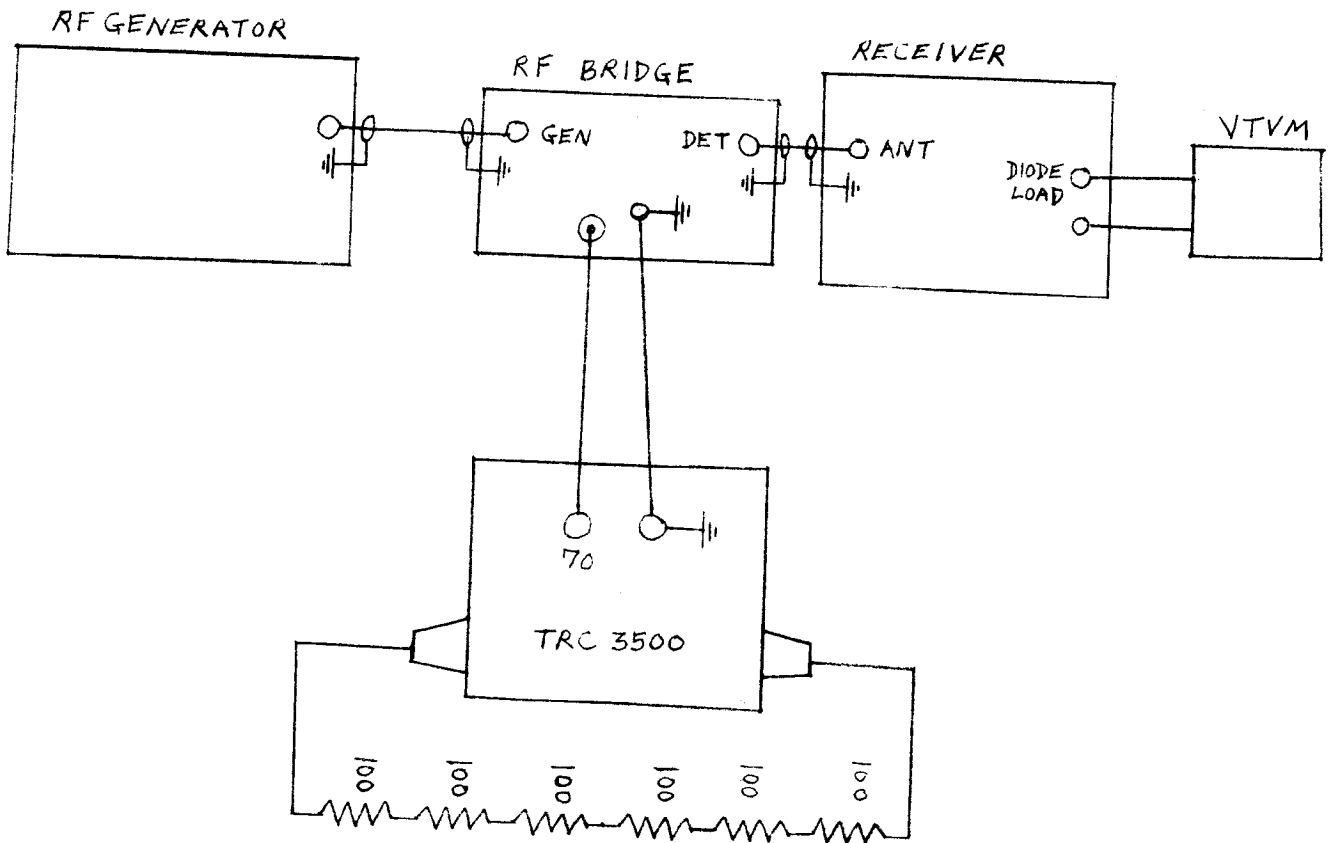 RF GENERATOR
RF BRIDGE
RECEIVER
VTVM
GEN
DET
ANT
DIODE
LOAD
70
TRC 3500
100
100
100
100
100
100